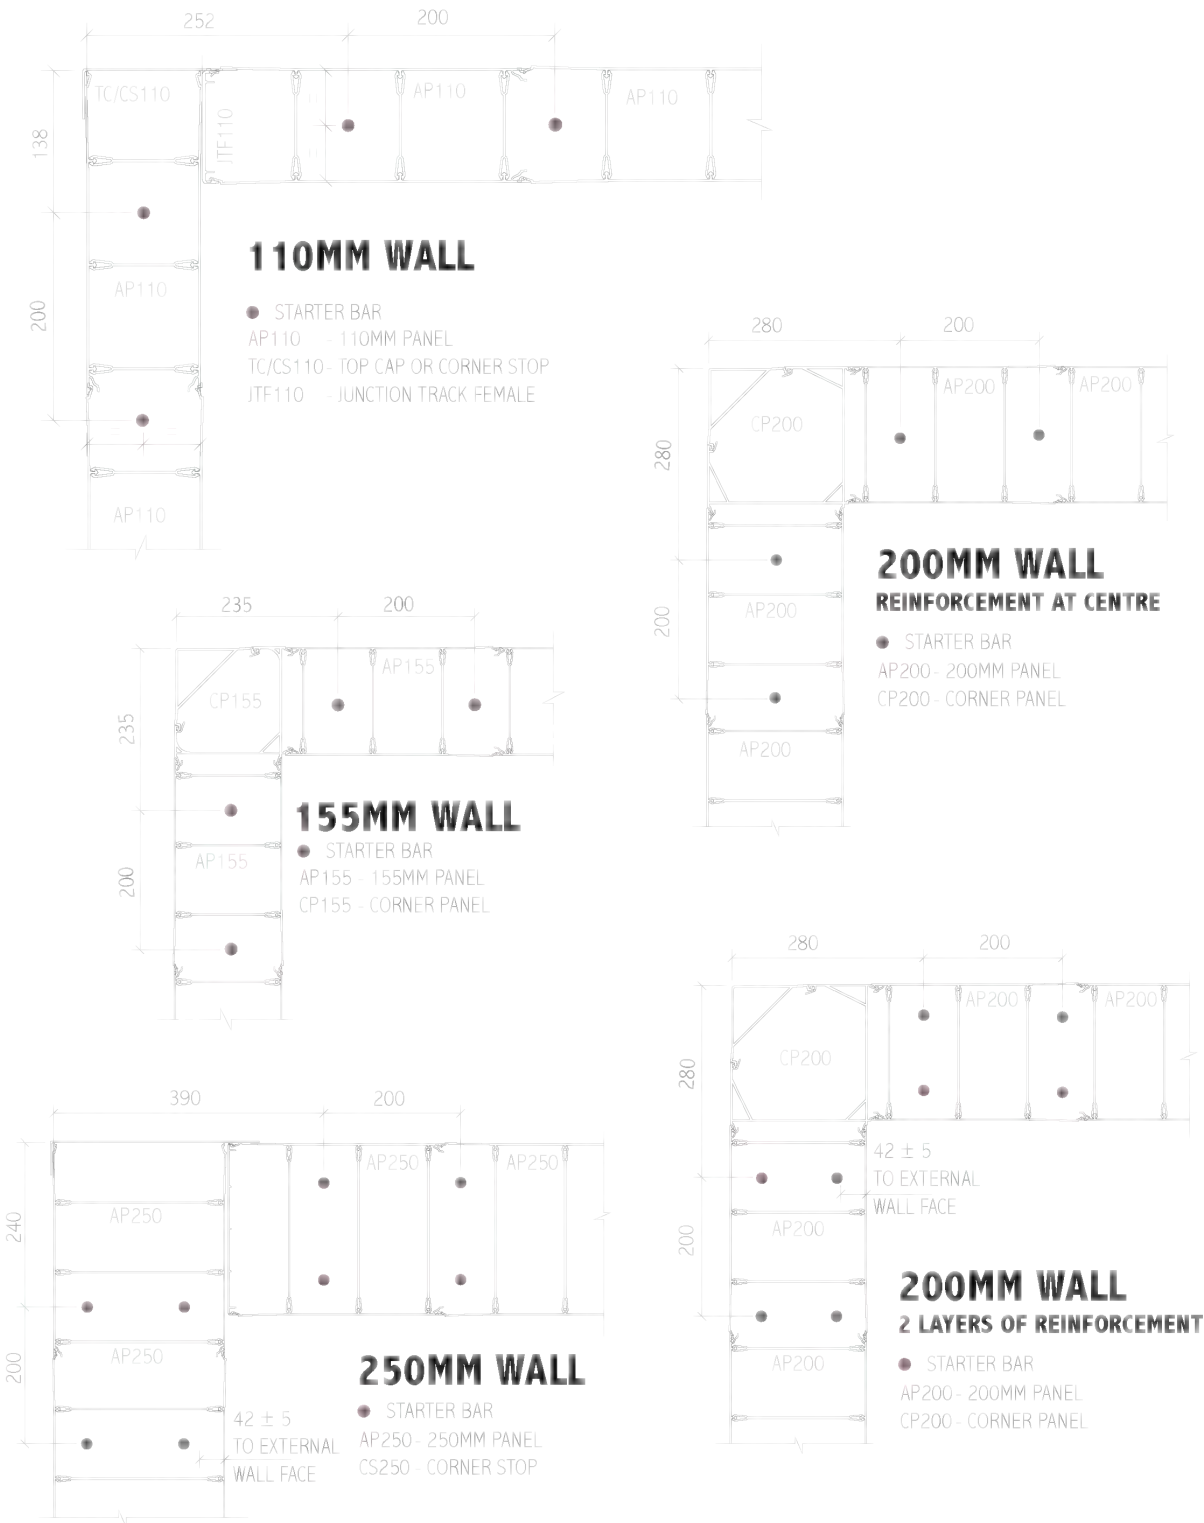 252
200
TC/CS110
JTF110
AP110
AP110
138
200
AP110
AP110
110MM WALL
STARTER BAR
AP110 - 110MM PANEL
TC/CS110 - TOP CAP OR CORNER STOP
JTF110 - JUNCTION TRACK FEMALE
280
200
CP200
AP200
AP200
280
200
AP200
AP200
200MM WALL
REINFORCEMENT AT CENTRE
STARTER BAR
AP200 - 200MM PANEL
CP200 - CORNER PANEL
235
200
CP155
AP155
235
200
AP155
155MM WALL
STARTER BAR
AP155 - 155MM PANEL
CP155 - CORNER PANEL
280
200
CP200
AP200
AP200
280
200
AP200
AP200
42 ± 5
TO EXTERNAL
WALL FACE
200MM WALL
2 LAYERS OF REINFORCEMENT
STARTER BAR
AP200 - 200MM PANEL
CP200 - CORNER PANEL
390
200
AP250
AP250
240
200
AP250
AP250
42 ± 5
TO EXTERNAL
WALL FACE
250MM WALL
STARTER BAR
AP250 - 250MM PANEL
CS250 - CORNER STOP